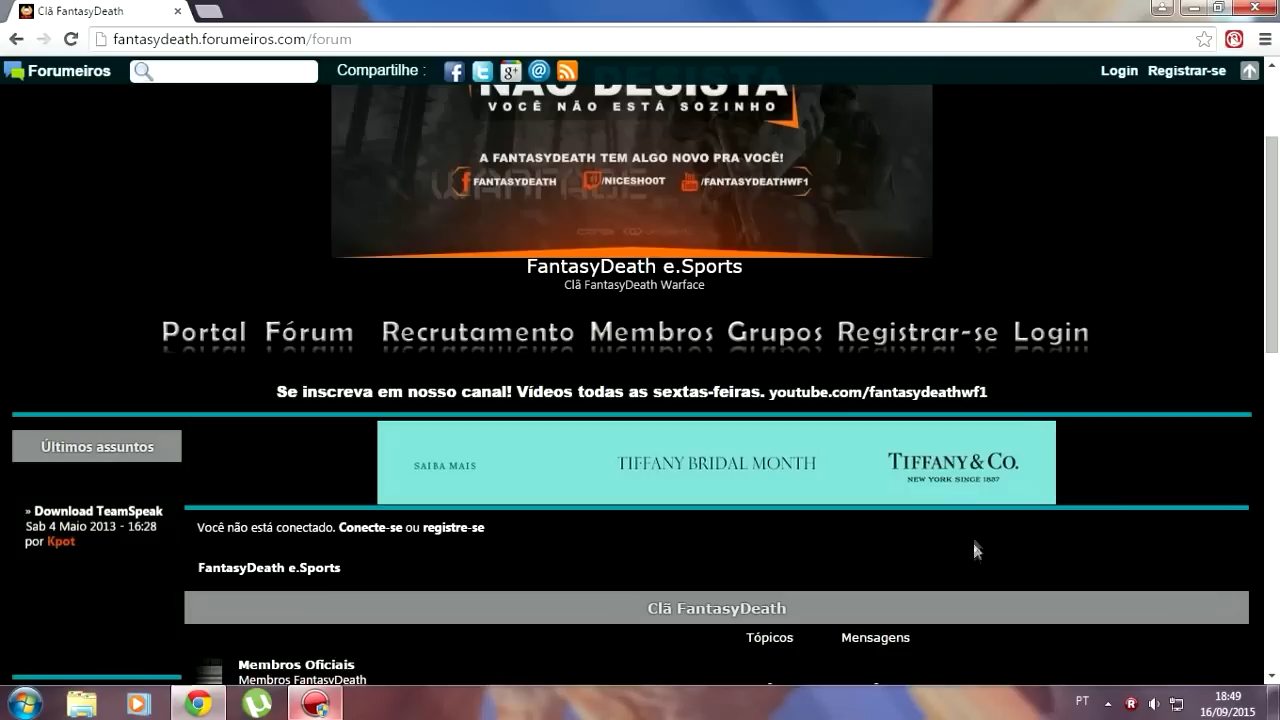 Clã FantasyDeath
fantasydeath.forumeiros.com/forum
Forumeiros
Compartilhe :
Login Registrar-se
NÃO DESISTA
VOCÊ NÃO ESTÁ SOZINHO
A FANTASYDEATH TEM ALGO NOVO PRA VOCÊ!
FANTASYDEATH /NICESH00T /FANTASYDEATHWF1
FantasyDeath e.Sports
Clã FantasyDeath Warface
Portal Fórum Recrutamento Membros Grupos Registrar-se Login
Se inscreva em nosso canal! Vídeos todas as sextas-feiras. youtube.com/fantasydeathwf1
Últimos assuntos
SAIBA MAIS
TIFFANY BRIDAL MONTH
TIFFANY & CO.
NEW YORK SINCE 1837
» Download TeamSpeak
Sab 4 Maio 2013 - 16:28
por Kpot
Você não está conectado. Conecte-se ou registre-se
FantasyDeath e.Sports
Clã FantasyDeath
Tópicos Mensagens
Membros Oficiais
Membros FantasyDeath
PT
18:49
16/09/2015